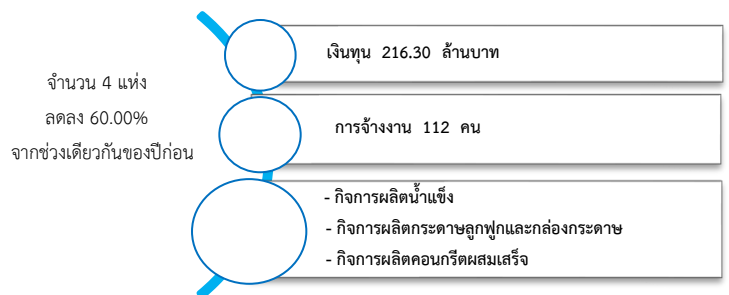 จำนวน 4 แห่ง
ลดลง 60.00%
จากช่วงเดียวกันของปีก่อน
เงินทุน 216.30 ล้านบาท
การจ้างงาน 112 คน
- กิจการผลิตน้ำแข็ง
- กิจการผลิตกระดาษลูกฟูกและกล่องกระดาษ
- กิจการผลิตคอนกรีตผสมเสร็จ